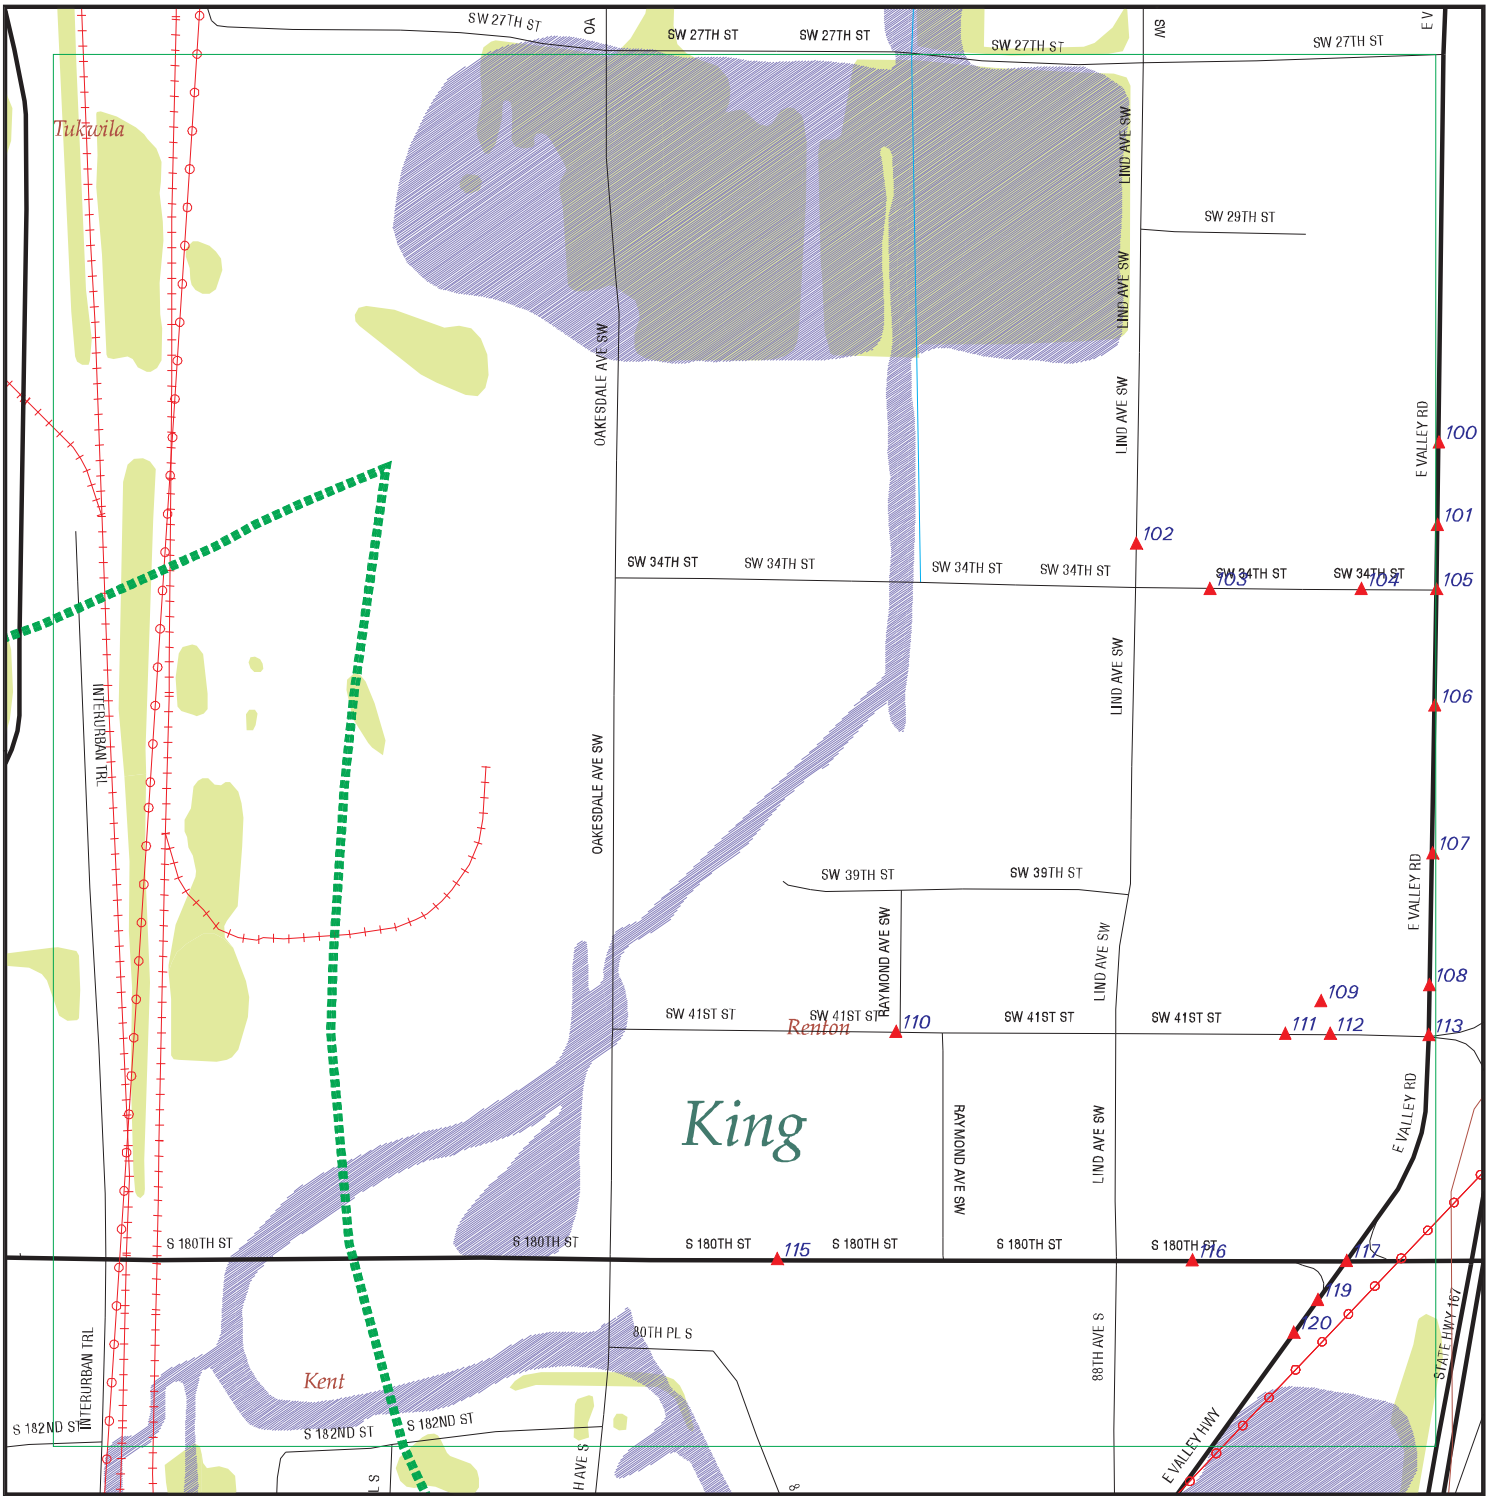 SW 27TH ST
OA
SW 27TH ST
SW 27TH ST
SW 27TH ST
SW
SW 27TH ST
E V
Tukwila
LIND AVE SW
SW 29TH ST
LIND AVE SW
OAKESDALE AVE SW
LIND AVE SW
E VALLEY RD
100
101
102
SW 34TH ST
SW 34TH ST
SW 34TH ST
SW 34TH ST
SW 34TH ST
SW 34TH ST
103
104
105
INTERURBAN TRL
LIND AVE SW
106
OAKESDALE AVE SW
107
SW 39TH ST
SW 39TH ST
E VALLEY RD
RAYMOND AVE SW
LIND AVE SW
108
109
SW 41ST ST
SW 41ST ST
SW 41ST ST
SW 41ST ST
Renton
110
111
112
113
King
RAYMOND AVE SW
LIND AVE SW
E VALLEY RD
S 180TH ST
S 180TH ST
S 180TH ST
S 180TH ST
S 180TH ST
S 180TH ST
115
116
117
119
120
INTERURBAN TRL
80TH PL S
88TH AVE S
STATE HWY 167
Kent
S 182ND ST
S 182ND ST
S 182ND ST
E VALLEY HWY
L S
H AVE S
8